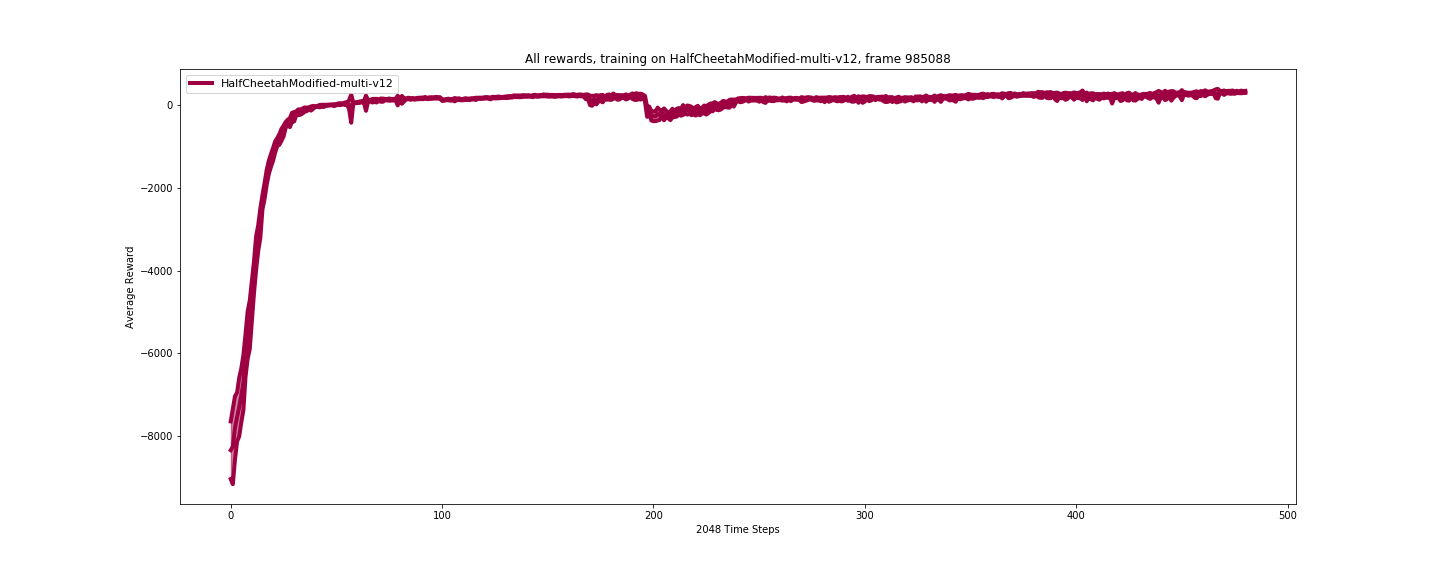 All rewards, training on HalfCheetahModified-multi-v12, frame 985088
HalfCheetahModified-multi-v12
0
−2000
−4000
−6000
−8000
Average Reward
0 100 200 300 400 500
2048 Time Steps